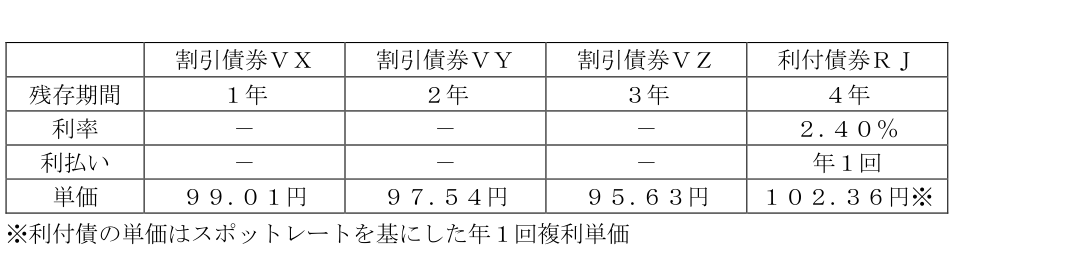 割引債券ＶＸ 割引債券ＶＹ 割引債券ＶＺ 利付債券ＲＪ
残存期間 １年 ２年 ３年 ４年
利率 － － － ２.４０％
利払い － － － 年１回
単価 ９９.０１円 ９７.５４円 ９５.６３円 １０２.３６円※
※利付債の単価はスポットレートを基にした年１回複利単価